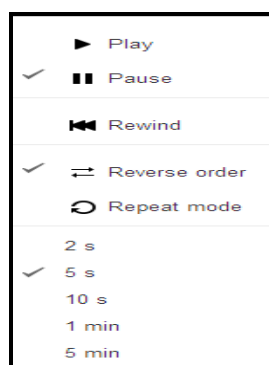 Play
Pause
Rewind
Reverse order
Repeat mode
2 s
5 s
10 s
1 min
5 min